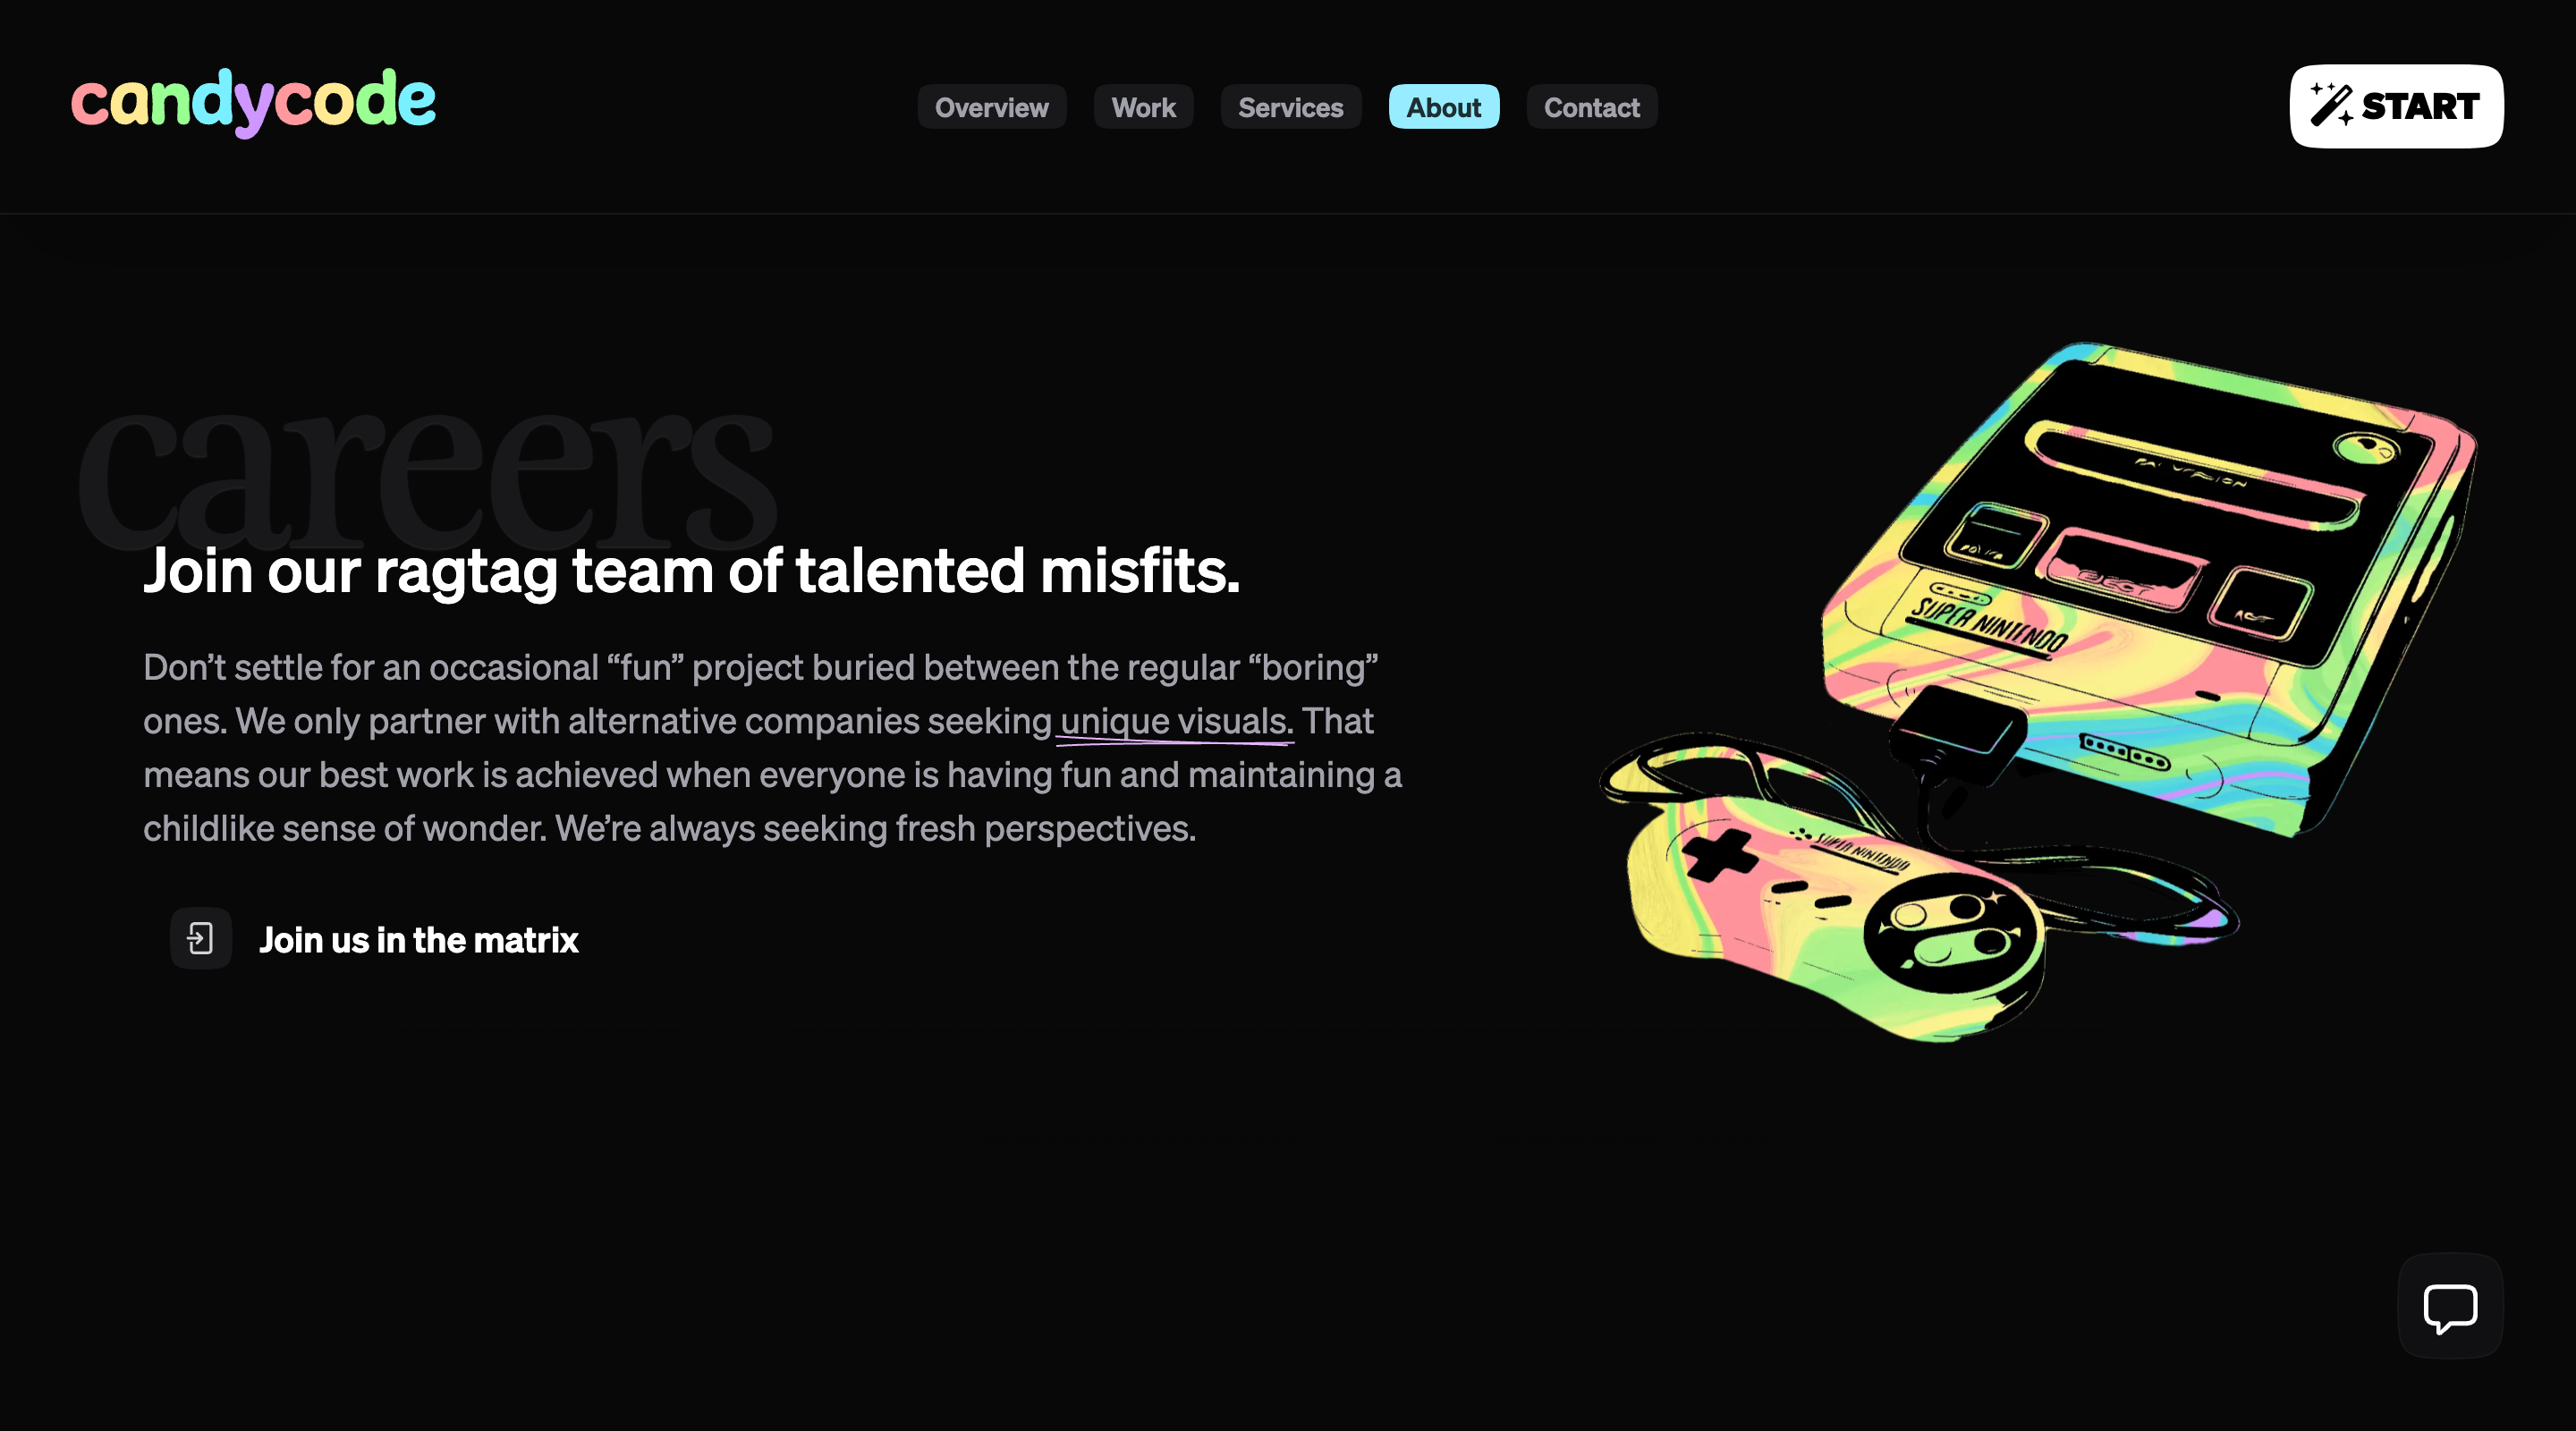 candycode
Overview
Work
Services
About
Contact
START
careers
Join our ragtag team of talented misfits.
Don’t settle for an occasional “fun” project buried between the regular “boring”
ones. We only partner with alternative companies seeking unique visuals. That
means our best work is achieved when everyone is having fun and maintaining a
childlike sense of wonder. We’re always seeking fresh perspectives.
Join us in the matrix
SUPER NINTENDO
SUPER NINTENDO